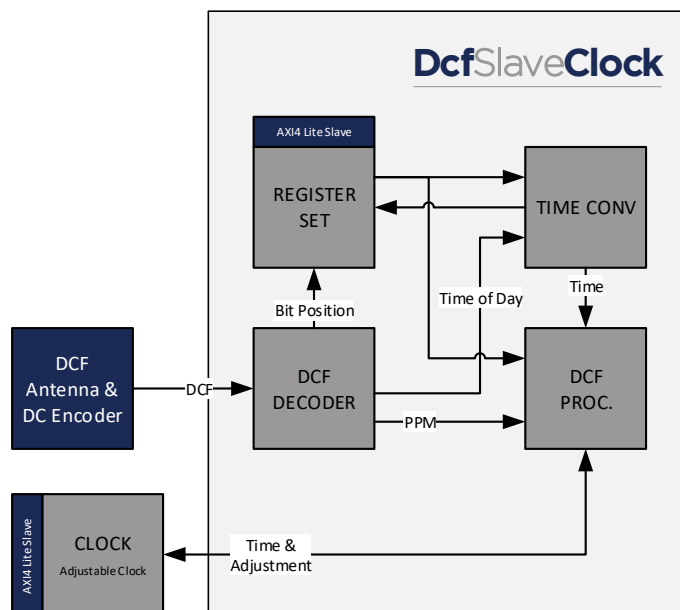 DcfSlaveClock
AXI4 Lite Slave
REGISTER
SET
TIME CONV
Bit Position
Time of Day
Time
DCF
Antenna &
DC Encoder
DCF
DCF
DECODER
PPM
DCF
PROC.
AXI4 Lite Slave
CLOCK
Adjustable Clock
Time &
Adjustment